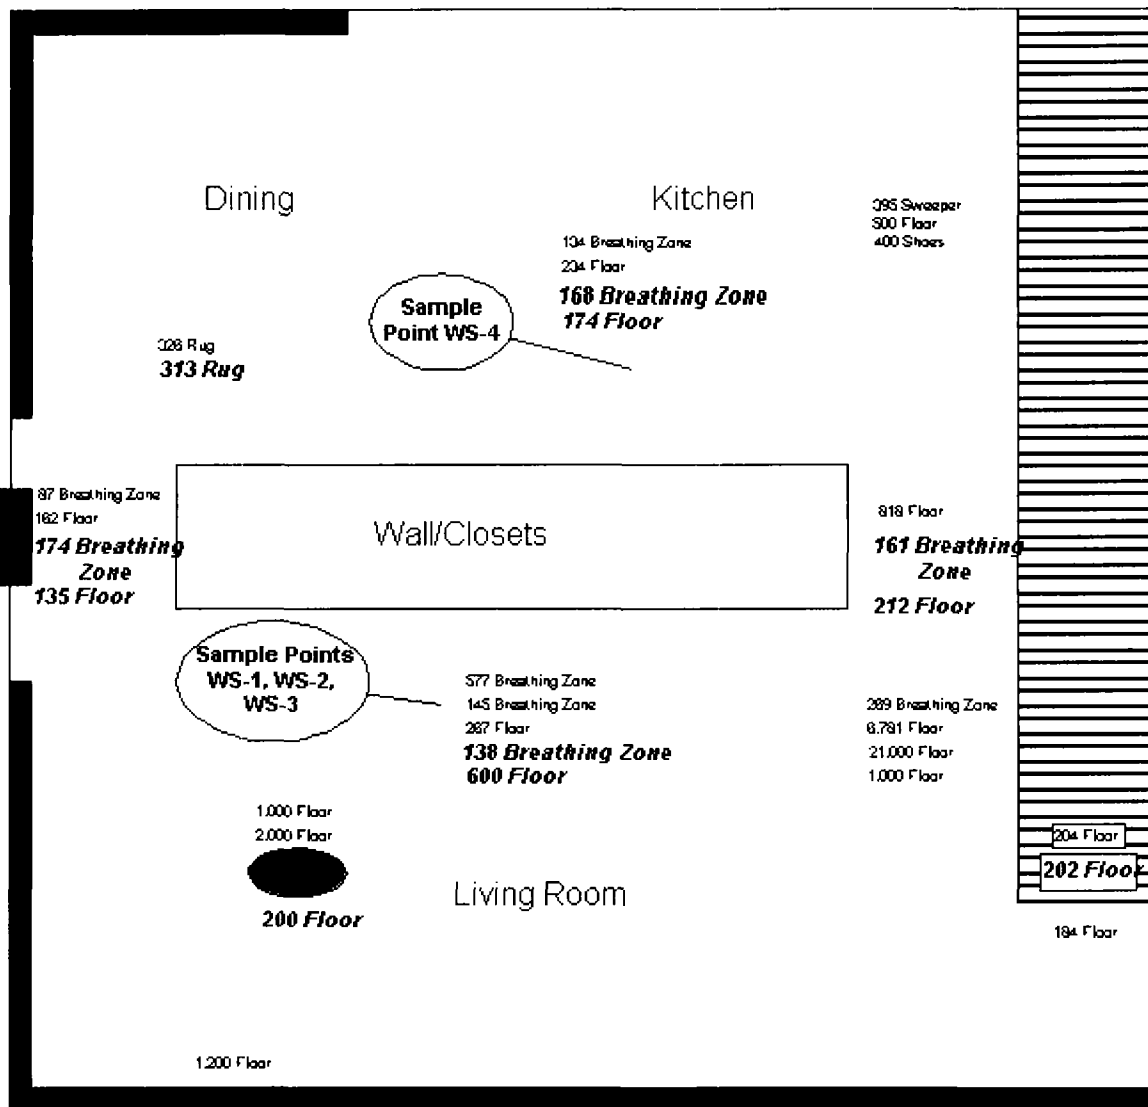 Dining
Kitchen
395 Sweeper
300 Floor
400 Shoes
134 Breathing Zone
234 Floor
168 Breathing Zone
174 Floor
Sample
Point WS-4
326 Rug
313 Rug
87 Breathing Zone
162 Floor
174 Breathing
Zone
135 Floor
Wall/Closets
818 Floor
161 Breathing
Zone
212 Floor
Sample Points
WS-1, WS-2,
WS-3
577 Breathing Zone
145 Breathing Zone
267 Floor
138 Breathing Zone
600 Floor
289 Breathing Zone
6,781 Floor
21,000 Floor
1,000 Floor
1,000 Floor
2,000 Floor
200 Floor
Living Room
204 Floor
202 Floor
184 Floor
1,200 Floor